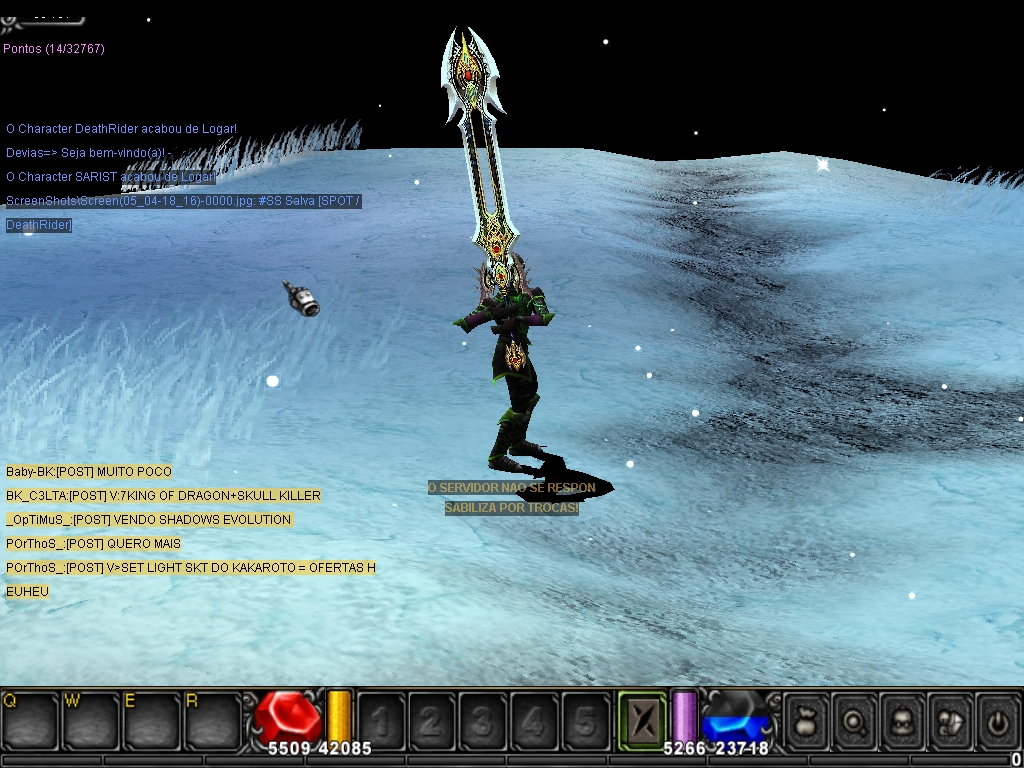 Pontos (14/32767)
O Character DeathRider acabou de Logar!
Devias=> Seja bem-vindo(a)! -
O Character SARIST acabou de Logar!
ScreenShots\Screen(05_04-18_16)-0000.jpg: #SS Salva [SPOT /
DeathRider]
Baby-BK:[POST] MUITO POCO
BK_C3LTA:[POST] V:7KING OF DRAGON+SKULL KILLER
_OpTiMuS_:[POST] VENDO SHADOWS EVOLUTION
POrThoS_:[POST] QUERO MAIS
POrThoS_:[POST] V>SET LIGHT SKT DO KAKAROTO = OFERTAS H
EUHEU
O SERVIDOR NAO SE RESPON
SABILIZA POR TROCAS!
Q W E R 1 2 3 4 5
5509 42085 5266 23718
0